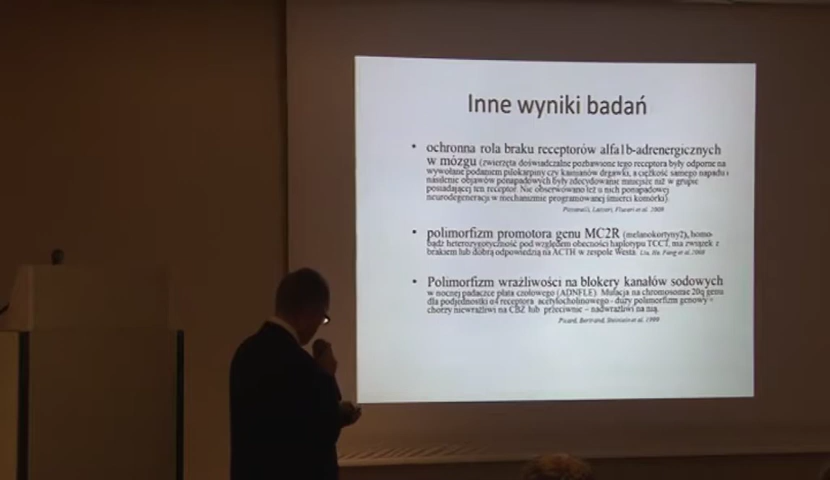 Inne wyniki badań
• ochronna rola braku receptorów alfa1b-adrenergicznych
w mózgu (zwierzęta doświadczalne pozbawione tego receptora były odporne na
wywołane podaniem pilokarpiny czy kainianów drgawki, a ciężkość samego napadu i
nasilenie objawów ponapadowych były zdecydowanie mniejsze niż w grupie
posiadającej ten receptor. Nie obserwowano też u nich ponapadowej
neurodegeneracji w mechanizmie programowanej śmierci komórki).
et al. 2009
• polimorfizm promotora genu MC2R (melanokortyny2), homo-
bądź heterozygotyczność pod względem obecności haplotypu TCCT, ma związek z
brakiem lub dobrą odpowiedzią na ACTH w zespole Westa. Liu, Hx, Fang et al. 2008
• Polimorfizm wrażliwości na blokery kanałów sodowych
w nocnej padaczce płata czołowego (ADNFLE). Mutacja na chromosomie 20q genu
dla podjednostki α4 receptora acetylocholinowego - duży polimorfizm genowy -
chorzy niewrażliwi na CBZ lub przeciwnie – nadwrażliwi na nią.
Picard, Bertrand, Steinlein et al. 1999